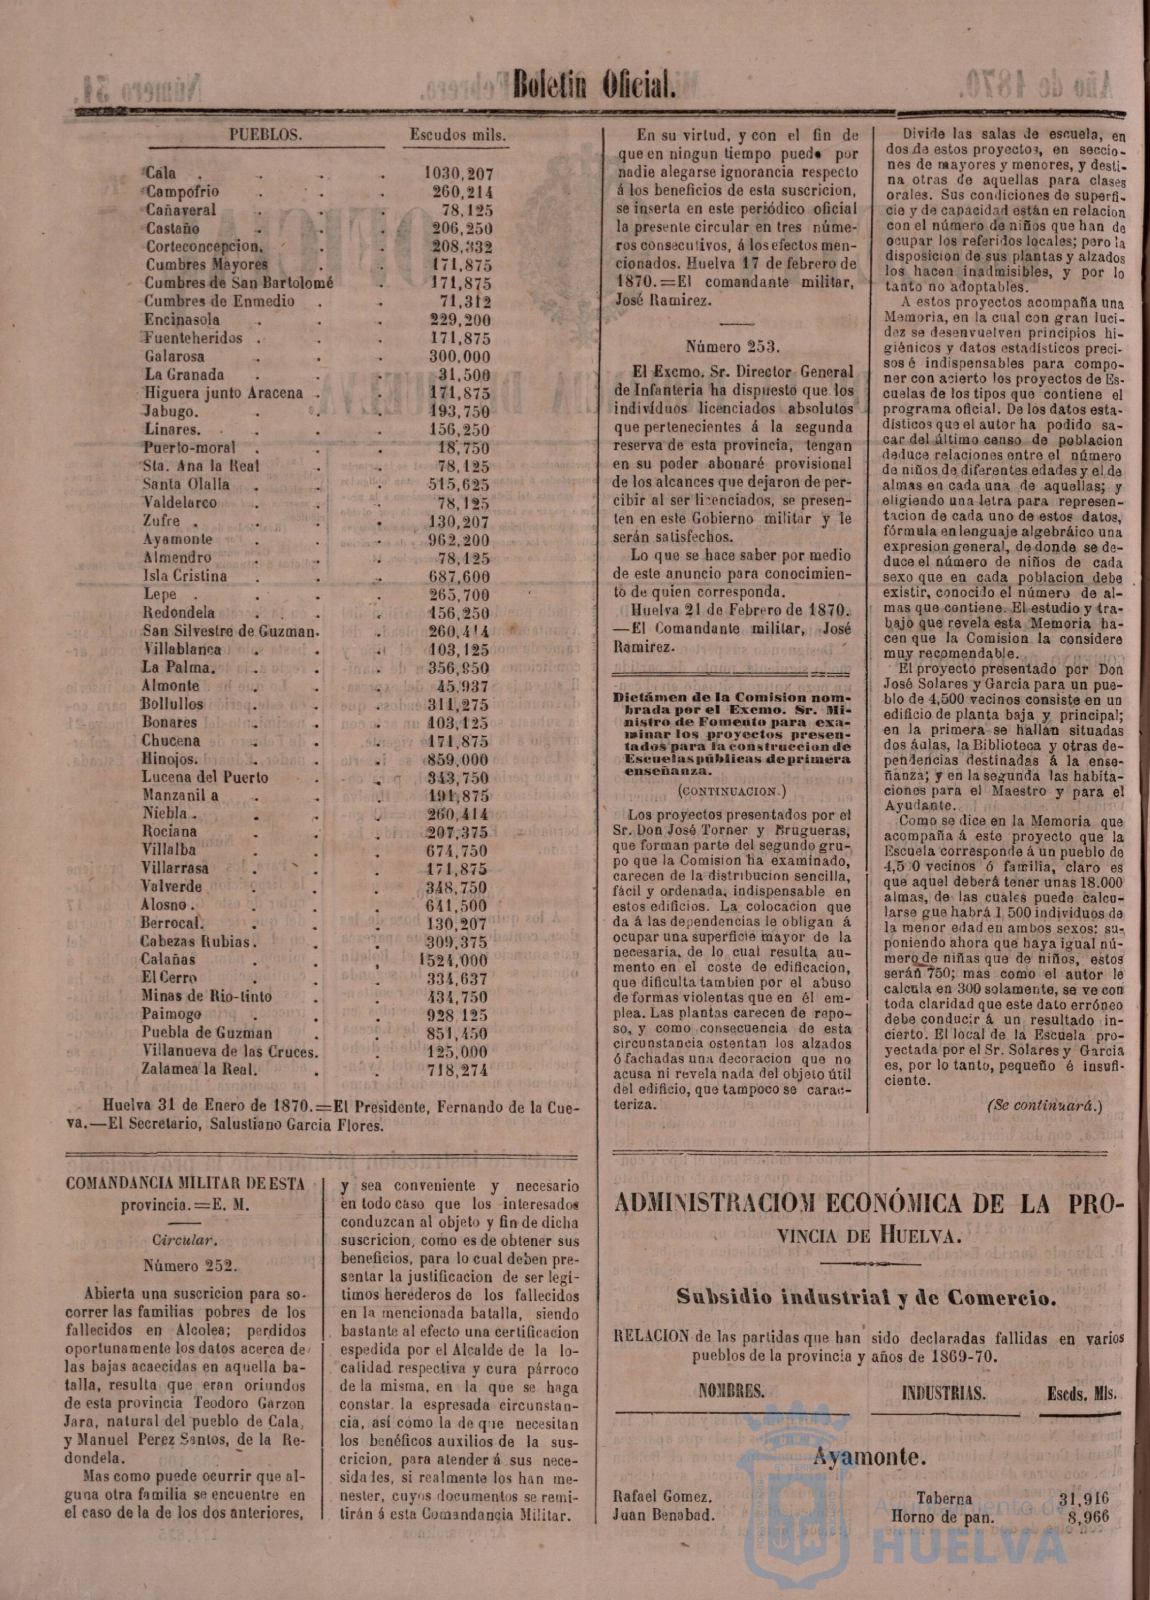 Boletin Oficial.
PUEBLOS. Escudos mils.
Cala . . . . 1030,207
Campofrio . . . 260,214
Cañaveral . . . 78,125
Castaño . . . 206,250
Corteconcepcion. . . . 208,332
Cumbres Mayores . . 171,875
Cumbres de San Bartolomé . 171,875
Cumbres de Enmedio . . 71,312
Encinasola . . . 229,200
Fuenteheridos . . . 171,875
Galarosa . . . 300,000
La Granada . . . 31,500
Higuera junto Aracena . . 171,875
Jabugo. . . . 193,750
Linares. . . . 156,250
Puerto-moral . . . 18,750
Sta. Ana la Real . . 78,125
Santa Olalla . . . 515,625
Valdelarco . . . 78,125
Zufre . . . . 130,207
Ayamonte . . . 962,200
Almendro . . . 78,125
Isla Cristina . . . 687,600
Lepe . . . . 265,700
Redondela . . . 156,250
San Silvestre de Guzman. . 260,414
Villablanca . . . 103,125
La Palma. . . . 356,850
Almonte . . . 45,937
Bollullos . . . 311,275
Bonares . . . 103,125
Chucena . . . 171,875
Hinojos. . . . 859,000
Lucena del Puerto . . 343,750
Manzanil a . . . 191,875
Niebla . . . . 260,414
Rociana . . . 207,375
Villalba . . . 674,750
Villarrasa . . . 171,875
Valverde . . . 348,750
Alosno. . . . 641,500
Berrocal. . . . 130,207
Cabezas Rubias. . . 309,375
Calañas . . . 1524,000
El Cerro . . . 334,637
Minas de Rio-tinto . . 434,750
Paimogo . . . 928,125
Puebla de Guzman . . 851,450
Villanueva de las Cruces. . 125,000
Zalamea la Real. . . 718,274
Huelva 31 de Enero de 1870.=El Presidente, Fernando de la Cue-
va.—El Secretario, Salustiano Garcia Flores.
COMANDANCIA MILITAR DE ESTA
provincia.=E. M.
Circular.
Número 252.
Abierta una suscricion para so-
correr las familias pobres de los
fallecidos en Alcolea; perdidos
oportunamente los datos acerca de
las bajas acaecidas en aquella ba-
talla, resulta que eran oriundos
de esta provincia Teodoro Garzon
Jara, natural del pueblo de Cala,
y Manuel Perez Santos, de la Re-
dondela.
Mas como puede ocurrir que al-
guna otra familia se encuentre en
el caso de la de los dos anteriores,
y sea conveniente y necesario
en todo caso que los interesados
conduzcan al objeto y fin de dicha
suscricion, como es de obtener sus
beneficios, para lo cual deben pre-
sentar la justificacion de ser legí-
timos herederos de los fallecidos
en la mencionada batalla, siendo
bastante al efecto una certificacion
espedida por el Alcalde de la lo-
calidad respectiva y cura párroco
de la misma, en la que se haga
constar la espresada circunstan-
cia, así como la de que necesitan
los benéficos auxilios de la sus-
cricion, para atender á sus nece-
sidades, si realmente los han me-
nester, cuyos documentos se remi-
tirán á esta Comandancia Militar.
En su virtud, y con el fin de
que en ningun tiempo puede por
nadie alegarse ignorancia respecto
á los beneficios de esta suscricion,
se inserta en este periódico oficial
la presente circular en tres núme-
ros consecutivos, á los efectos men-
cionados. Huelva 17 de febrero de
1870.=El comandante militar,
José Ramirez.
Número 253.
El Excmo. Sr. Director General
de Infanteria ha dispuesto que los
indivíduos licenciados absolutos
que pertenecientes á la segunda
reserva de esta provincia, tengan
en su poder abonaré provisional
de los alcances que dejaron de per-
cibir al ser licenciados, se presen-
ten en este Gobierno militar y le
serán satisfechos.
Lo que se hace saber por medio
de este anuncio para conocimien-
to de quien corresponda.
Huelva 21 de Febrero de 1870.
—El Comandante militar, José
Ramirez.
Dictámen de la Comision nom-
brada por el Excmo. Sr. Mi-
nistro de Fomento para exa-
minar los proyectos presen-
tados para la construccion de
Escuelas públicas de primera
enseñanza.
(CONTINUACION.)
Los proyectos presentados por el
Sr. Don José Torner y Brugueras,
que forman parte del segundo gru-
po que la Comision ha examinado,
carecen de la distribucion sencilla,
fácil y ordenada, indispensable en
estos edificios. La colocacion que
da á las dependencias le obligan á
ocupar una superficie mayor de la
necesaria, de lo cual resulta au-
mento en el coste de edificacion,
que dificulta tambien por el abuso
de formas violentas que en él em-
plea. Las plantas carecen de repo-
so, y como consecuencia de esta
circunstancia ostentan los alzados
ó fachadas una decoracion que no
acusa ni revela nada del objeto útil
del edificio, que tampoco se carac-
teriza.
Divide las salas de escuela, en
dos de estos proyectos, en seccio-
nes de mayores y menores, y desti-
na otras de aquellas para clases
orales. Sus condiciones de superfi-
cie y de capacidad están en relacion
con el número de niños que han de
ocupar los referidos locales; pero la
disposicion de sus plantas y alzados
los hacen inadmisibles, y por lo
tanto no adoptables.
A estos proyectos acompaña una
Memoria, en la cual con gran luci-
dez se desenvuelven principios hi-
giénicos y datos estadísticos preci-
sos é indispensables para compo-
ner con acierto los proyectos de Es-
cuelas de los tipos que contiene el
programa oficial. De los datos esta-
dísticos que el autor ha podido sa-
car del último censo de poblacion
deduce relaciones entre el número
de niños de diferentes edades y el de
almas en cada una de aquellas; y
eligiendo una letra para represen-
tacion de cada uno de estos datos,
fórmula en lenguaje algebráico una
expresion general, de donde se de-
duce el número de niños de cada
sexo que en cada poblacion debe
existir, conocido el número de al-
mas que contiene. El estudio y tra-
bajo que revela esta Memoria ha-
cen que la Comision la considere
muy recomendable.
El proyecto presentado por Don
José Solares y Garcia para un pue-
blo de 4,500 vecinos consiste en un
edificio de planta baja y principal;
en la primera se hallan situadas
dos áulas, la Biblioteca y otras de-
pendencias destinadas á la ense-
ñanza; y en la segunda las habita-
ciones para el Maestro y para el
Ayudante.
Como se dice en la Memoria que
acompaña á este proyecto que la
Escuela corresponde á un pueblo de
4,500 vecinos ó familia, claro es
que aquel deberá tener unas 18.000
almas, de las cuales puede calcu-
larse que habrá 1,500 individuos de
la menor edad en ambos sexos: su-
poniendo ahora que haya igual nú-
mero de niñas que de niños, estos
serán 750; mas como el autor le
calcula en 300 solamente, se ve con
toda claridad que este dato erróneo
debe conducir á un resultado in-
cierto. El local de la Escuela pro-
yectada por el Sr. Solares y Garcia
es, por lo tanto, pequeño é insufi-
ciente.
(Se continuará.)
ADMINISTRACIOM ECONÓMICA DE LA PRO-
VINCIA DE HUELVA.
Subsidio industrial y de Comercio.
RELACION de las partidas que han sido declaradas fallidas en varios
pueblos de la provincia y años de 1869-70.
NOMBRES. INDUSTRIAS. Escds. Mls.
Ayamonte.
Rafael Gomez. Taberna 31,916
Juan Benabad. Horno de pan. 8,966
Ayuntamiento de
HUELVA